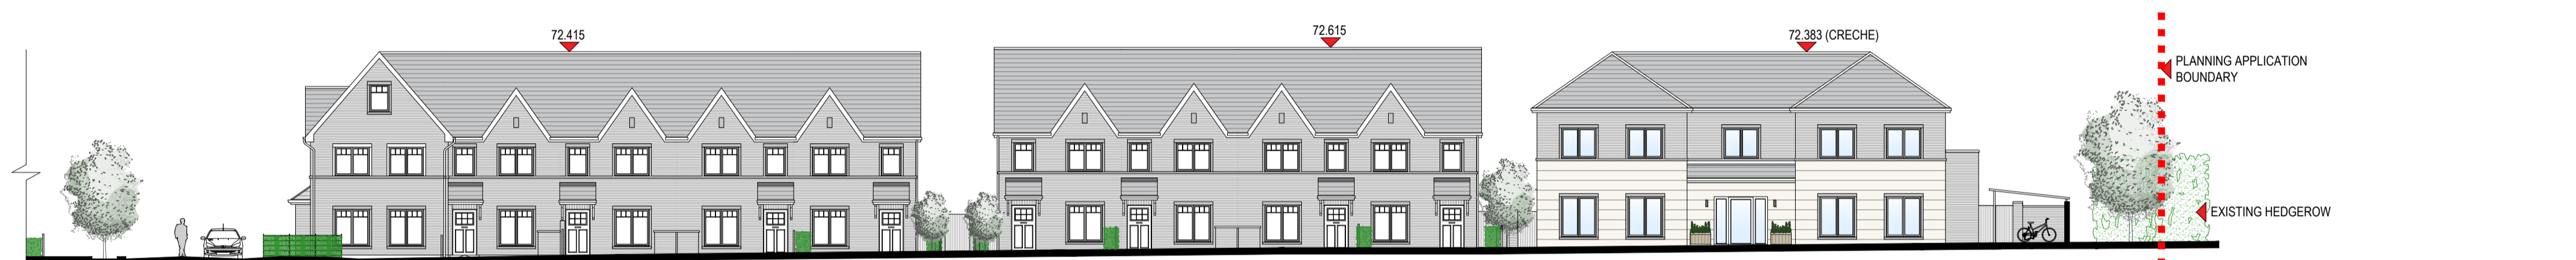 72.415
72.615
72.383 (CRECHE)
PLANNING APPLICATION
BOUNDARY
EXISTING HEDGEROW